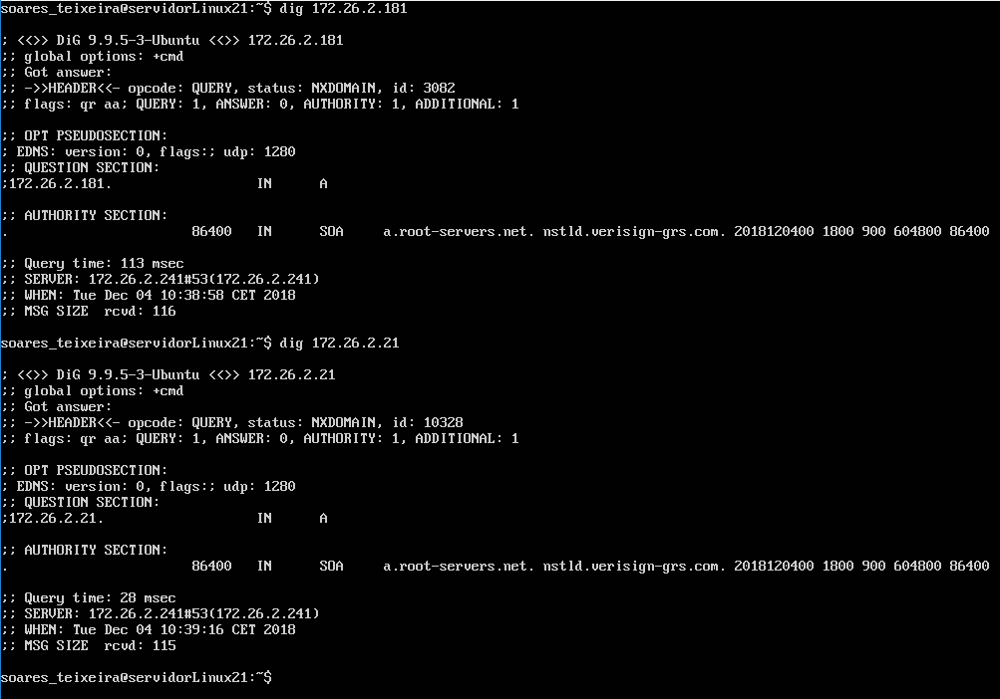 soares_teixeira@servidorLinux21:~$ dig 172.26.2.181

; <<>> DiG 9.9.5-3-Ubuntu <<>> 172.26.2.181
;; global options: +cmd
;; Got answer:
;; ->>HEADER<<- opcode: QUERY, status: NXDOMAIN, id: 3082
;; flags: qr aa; QUERY: 1, ANSWER: 0, AUTHORITY: 1, ADDITIONAL: 1

;; OPT PSEUDOSECTION:
; EDNS: version: 0, flags:; udp: 1280
;; QUESTION SECTION:
;172.26.2.181.                  IN      A

;; AUTHORITY SECTION:
.                       86400   IN      SOA     a.root-servers.net. nstld.verisign-grs.com. 2018120400 1800 900 604800 86400

;; Query time: 113 msec
;; SERVER: 172.26.2.241#53(172.26.2.241)
;; WHEN: Tue Dec 04 10:38:58 CET 2018
;; MSG SIZE  rcvd: 116

soares_teixeira@servidorLinux21:~$ dig 172.26.2.21

; <<>> DiG 9.9.5-3-Ubuntu <<>> 172.26.2.21
;; global options: +cmd
;; Got answer:
;; ->>HEADER<<- opcode: QUERY, status: NXDOMAIN, id: 10328
;; flags: qr aa; QUERY: 1, ANSWER: 0, AUTHORITY: 1, ADDITIONAL: 1

;; OPT PSEUDOSECTION:
; EDNS: version: 0, flags:; udp: 1280
;; QUESTION SECTION:
;172.26.2.21.                   IN      A

;; AUTHORITY SECTION:
.                       86400   IN      SOA     a.root-servers.net. nstld.verisign-grs.com. 2018120400 1800 900 604800 86400

;; Query time: 28 msec
;; SERVER: 172.26.2.241#53(172.26.2.241)
;; WHEN: Tue Dec 04 10:39:16 CET 2018
;; MSG SIZE  rcvd: 115

soares_teixeira@servidorLinux21:~$